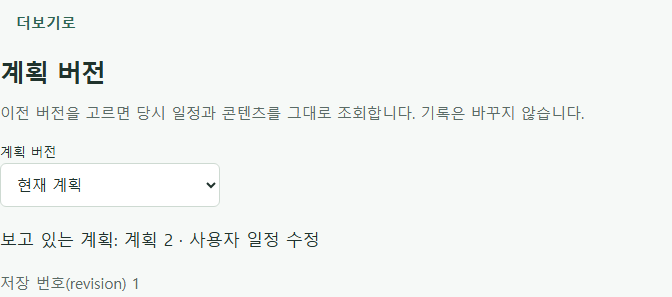 더보기로
계획 버전
이전 버전을 고르면 당시 일정과 콘텐츠를 그대로 조회합니다. 기록은 바꾸지 않습니다.
계획 버전
현재 계획
보고 있는 계획: 계획 2 · 사용자 일정 수정
저장 번호(revision) 1